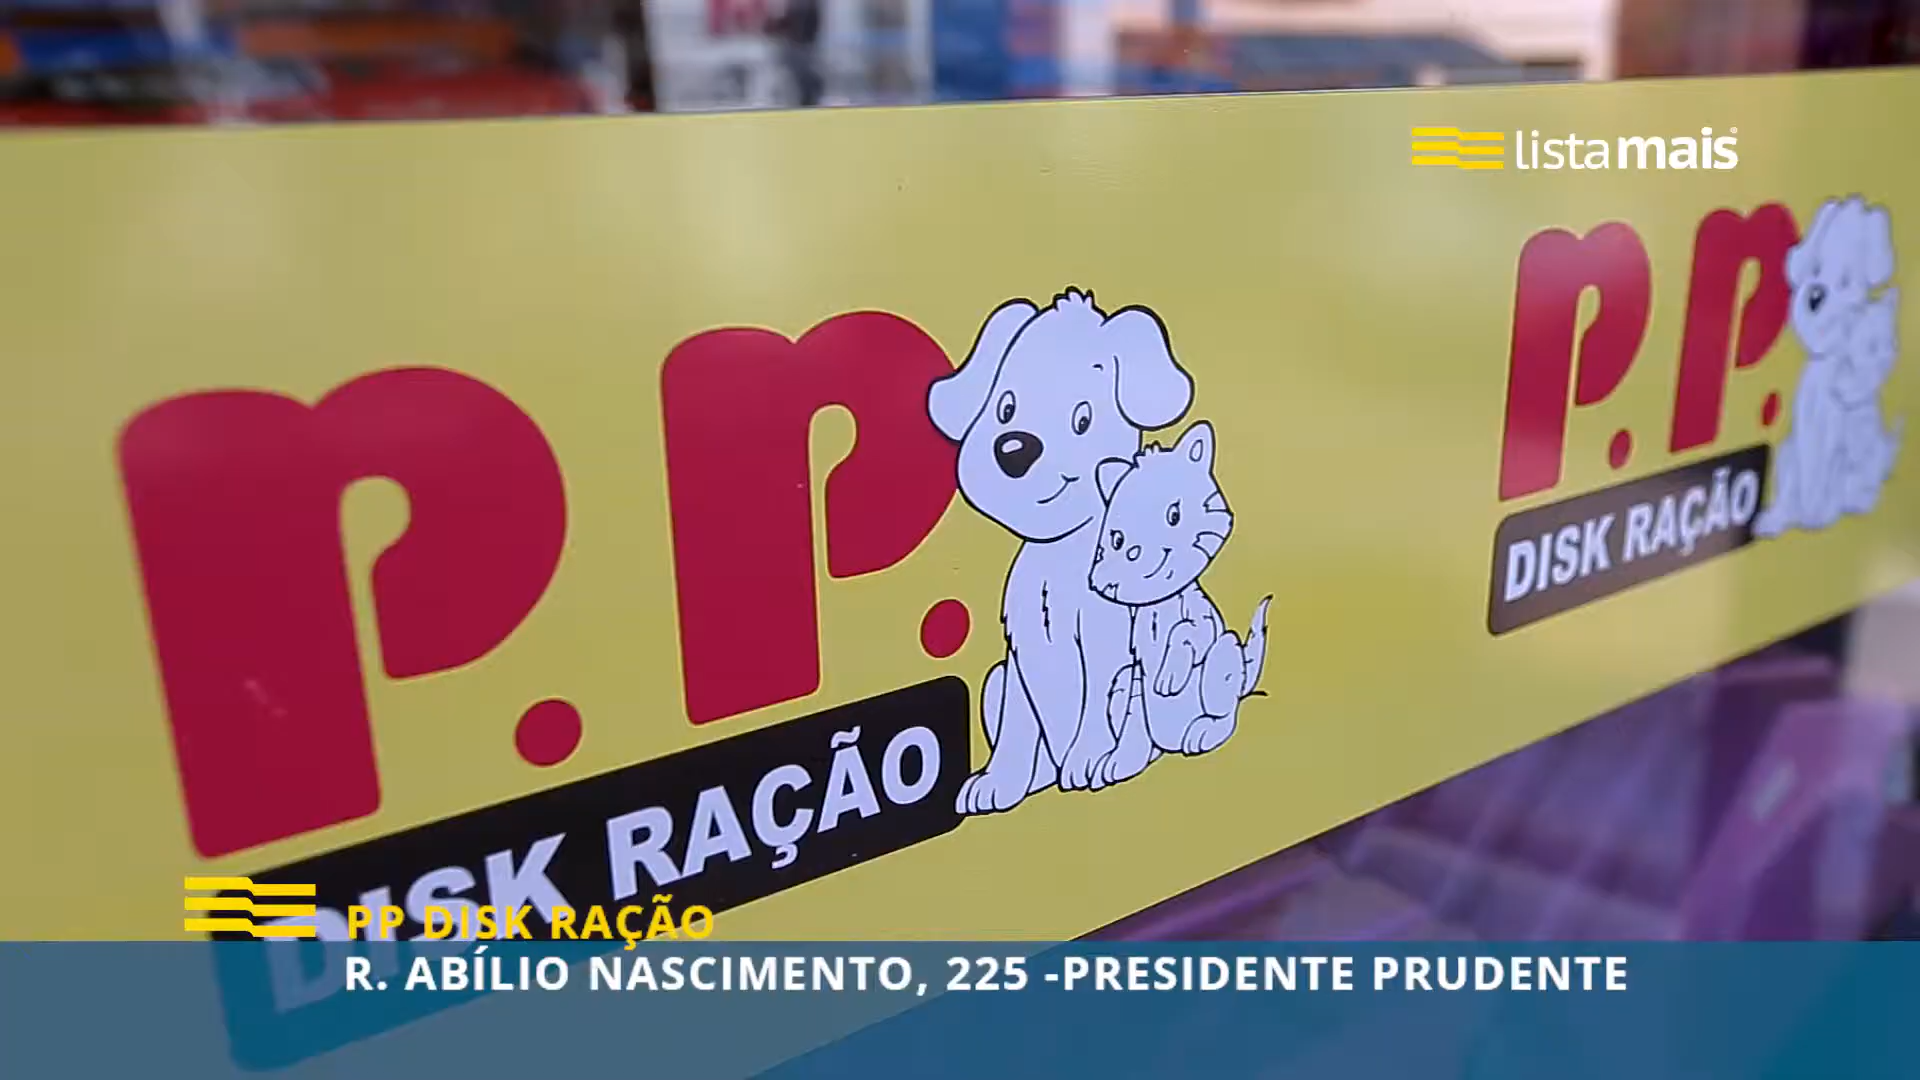 listamais
P.P.
DISK RAÇÃO
P.P.
DISK RAÇÃO
PP DISK RAÇÃO
R. ABÍLIO NASCIMENTO, 225 -PRESIDENTE PRUDENTE